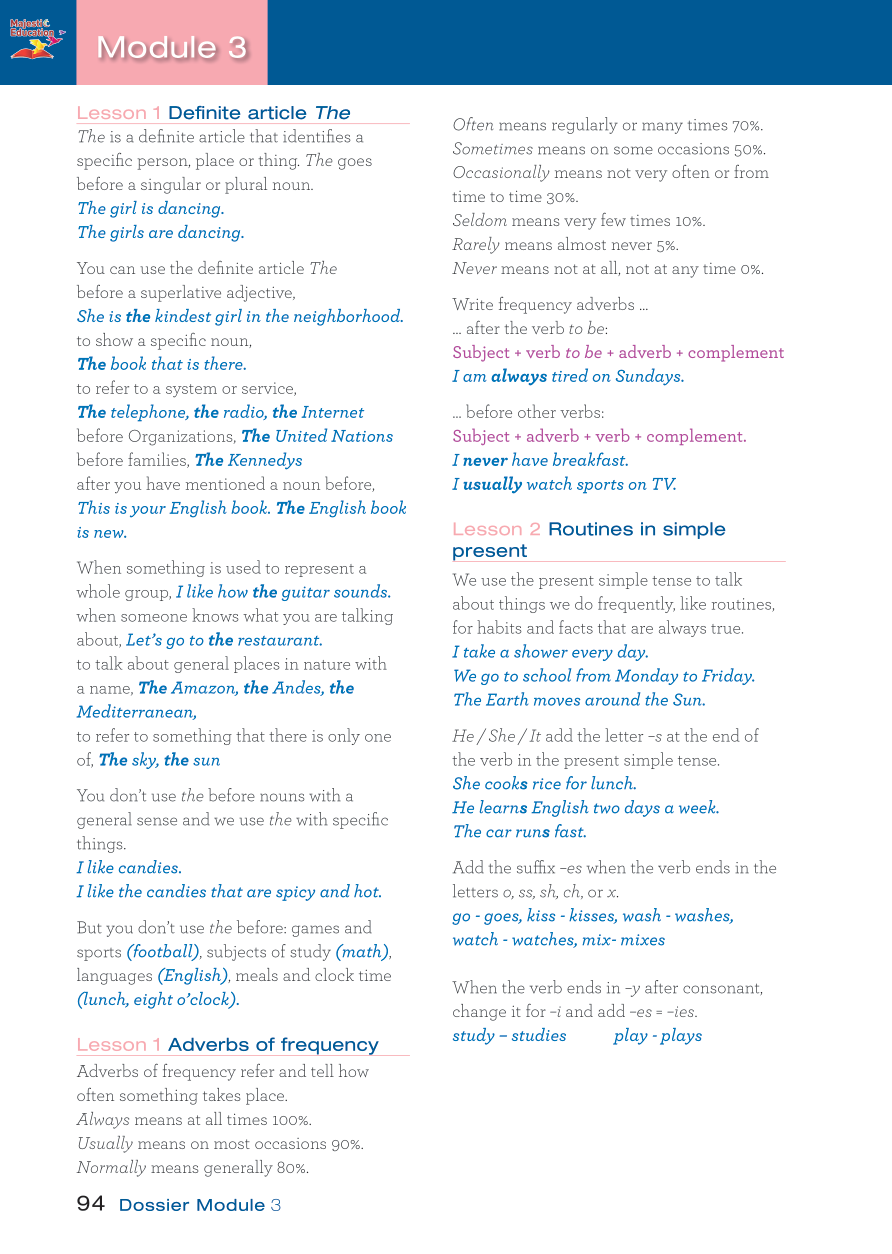 Majestic
Education
Module 3
Lesson 1 Definite article The
The is a definite article that identifies a
specific person, place or thing. The goes
before a singular or plural noun.
The girl is dancing.
The girls are dancing.
You can use the definite article The
before a superlative adjective,
She is the kindest girl in the neighborhood.
to show a specific noun,
The book that is there.
to refer to a system or service,
The telephone, the radio, the Internet
before Organizations, The United Nations
before families, The Kennedys
after you have mentioned a noun before,
This is your English book. The English book
is new.
When something is used to represent a
whole group, I like how the guitar sounds.
when someone knows what you are talking
about, Let's go to the restaurant.
to talk about general places in nature with
a name, The Amazon, the Andes, the
Mediterranean,
to refer to something that there is only one
of, The sky, the sun
You don't use the before nouns with a
general sense and we use the with specific
things.
I like candies.
I like the candies that are spicy and hot.
But you don't use the before: games and
sports (football), subjects of study (math),
languages (English), meals and clock time
(lunch, eight o'clock).
Lesson 1 Adverbs of frequency
Adverbs of frequency refer and tell how
often something takes place.
Always means at all times 100%.
Usually means on most occasions 90%.
Normally means generally 80%.
Often means regularly or many times 70%.
Sometimes means on some occasions 50%.
Occasionally means not very often or from
time to time 30%.
Seldom means very few times 10%.
Rarely means almost never 5%.
Never means not at all, not at any time 0%.
Write frequency adverbs ...
... after the verb to be:
Subject + verb to be + adverb + complement
I am always tired on Sundays.
... before other verbs:
Subject + adverb + verb + complement.
I never have breakfast.
I usually watch sports on TV.
Lesson 2 Routines in simple
present
We use the present simple tense to talk
about things we do frequently, like routines,
for habits and facts that are always true.
I take a shower every day.
We go to school from Monday to Friday.
The Earth moves around the Sun.
He / She / It add the letter –s at the end of
the verb in the present simple tense.
She cooks rice for lunch.
He learns English two days a week.
The car runs fast.
Add the suffix –es when the verb ends in the
letters o, ss, sh, ch, or x.
go - goes, kiss - kisses, wash - washes,
watch - watches, mix- mixes
When the verb ends in –y after consonant,
change it for –i and add –es = –ies.
study – studies play - plays
94 Dossier Module 3